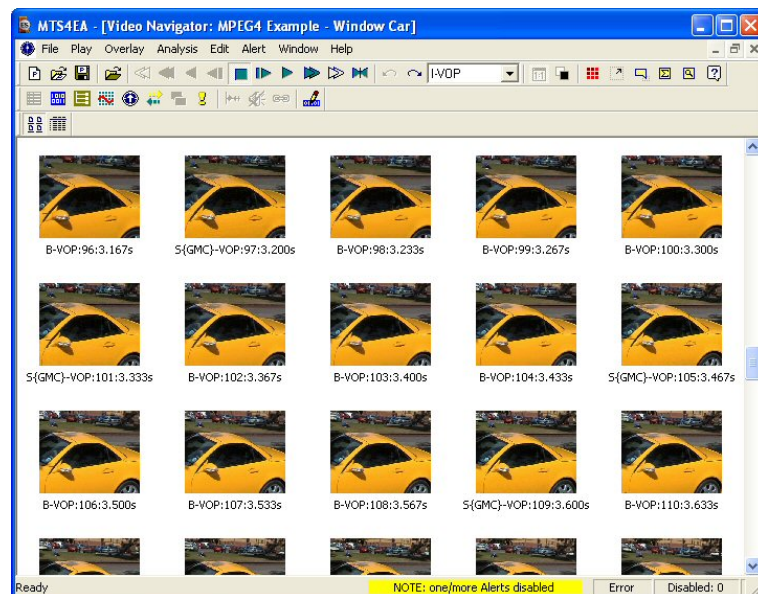 MTS4EA - [Video Navigator: MPEG4 Example - Window Car]
File Play Overlay Analysis Edit Alert Window Help
I-VOP
B-VOP:96:3.167s S{GMC}-VOP:97:3.200s B-VOP:98:3.233s B-VOP:99:3.267s B-VOP:100:3.300s
S{GMC}-VOP:101:3.333s B-VOP:102:3.367s B-VOP:103:3.400s B-VOP:104:3.433s S{GMC}-VOP:105:3.467s
B-VOP:106:3.500s B-VOP:107:3.533s B-VOP:108:3.567s S{GMC}-VOP:109:3.600s B-VOP:110:3.633s
Ready NOTE: one/more Alerts disabled Error Disabled: 0